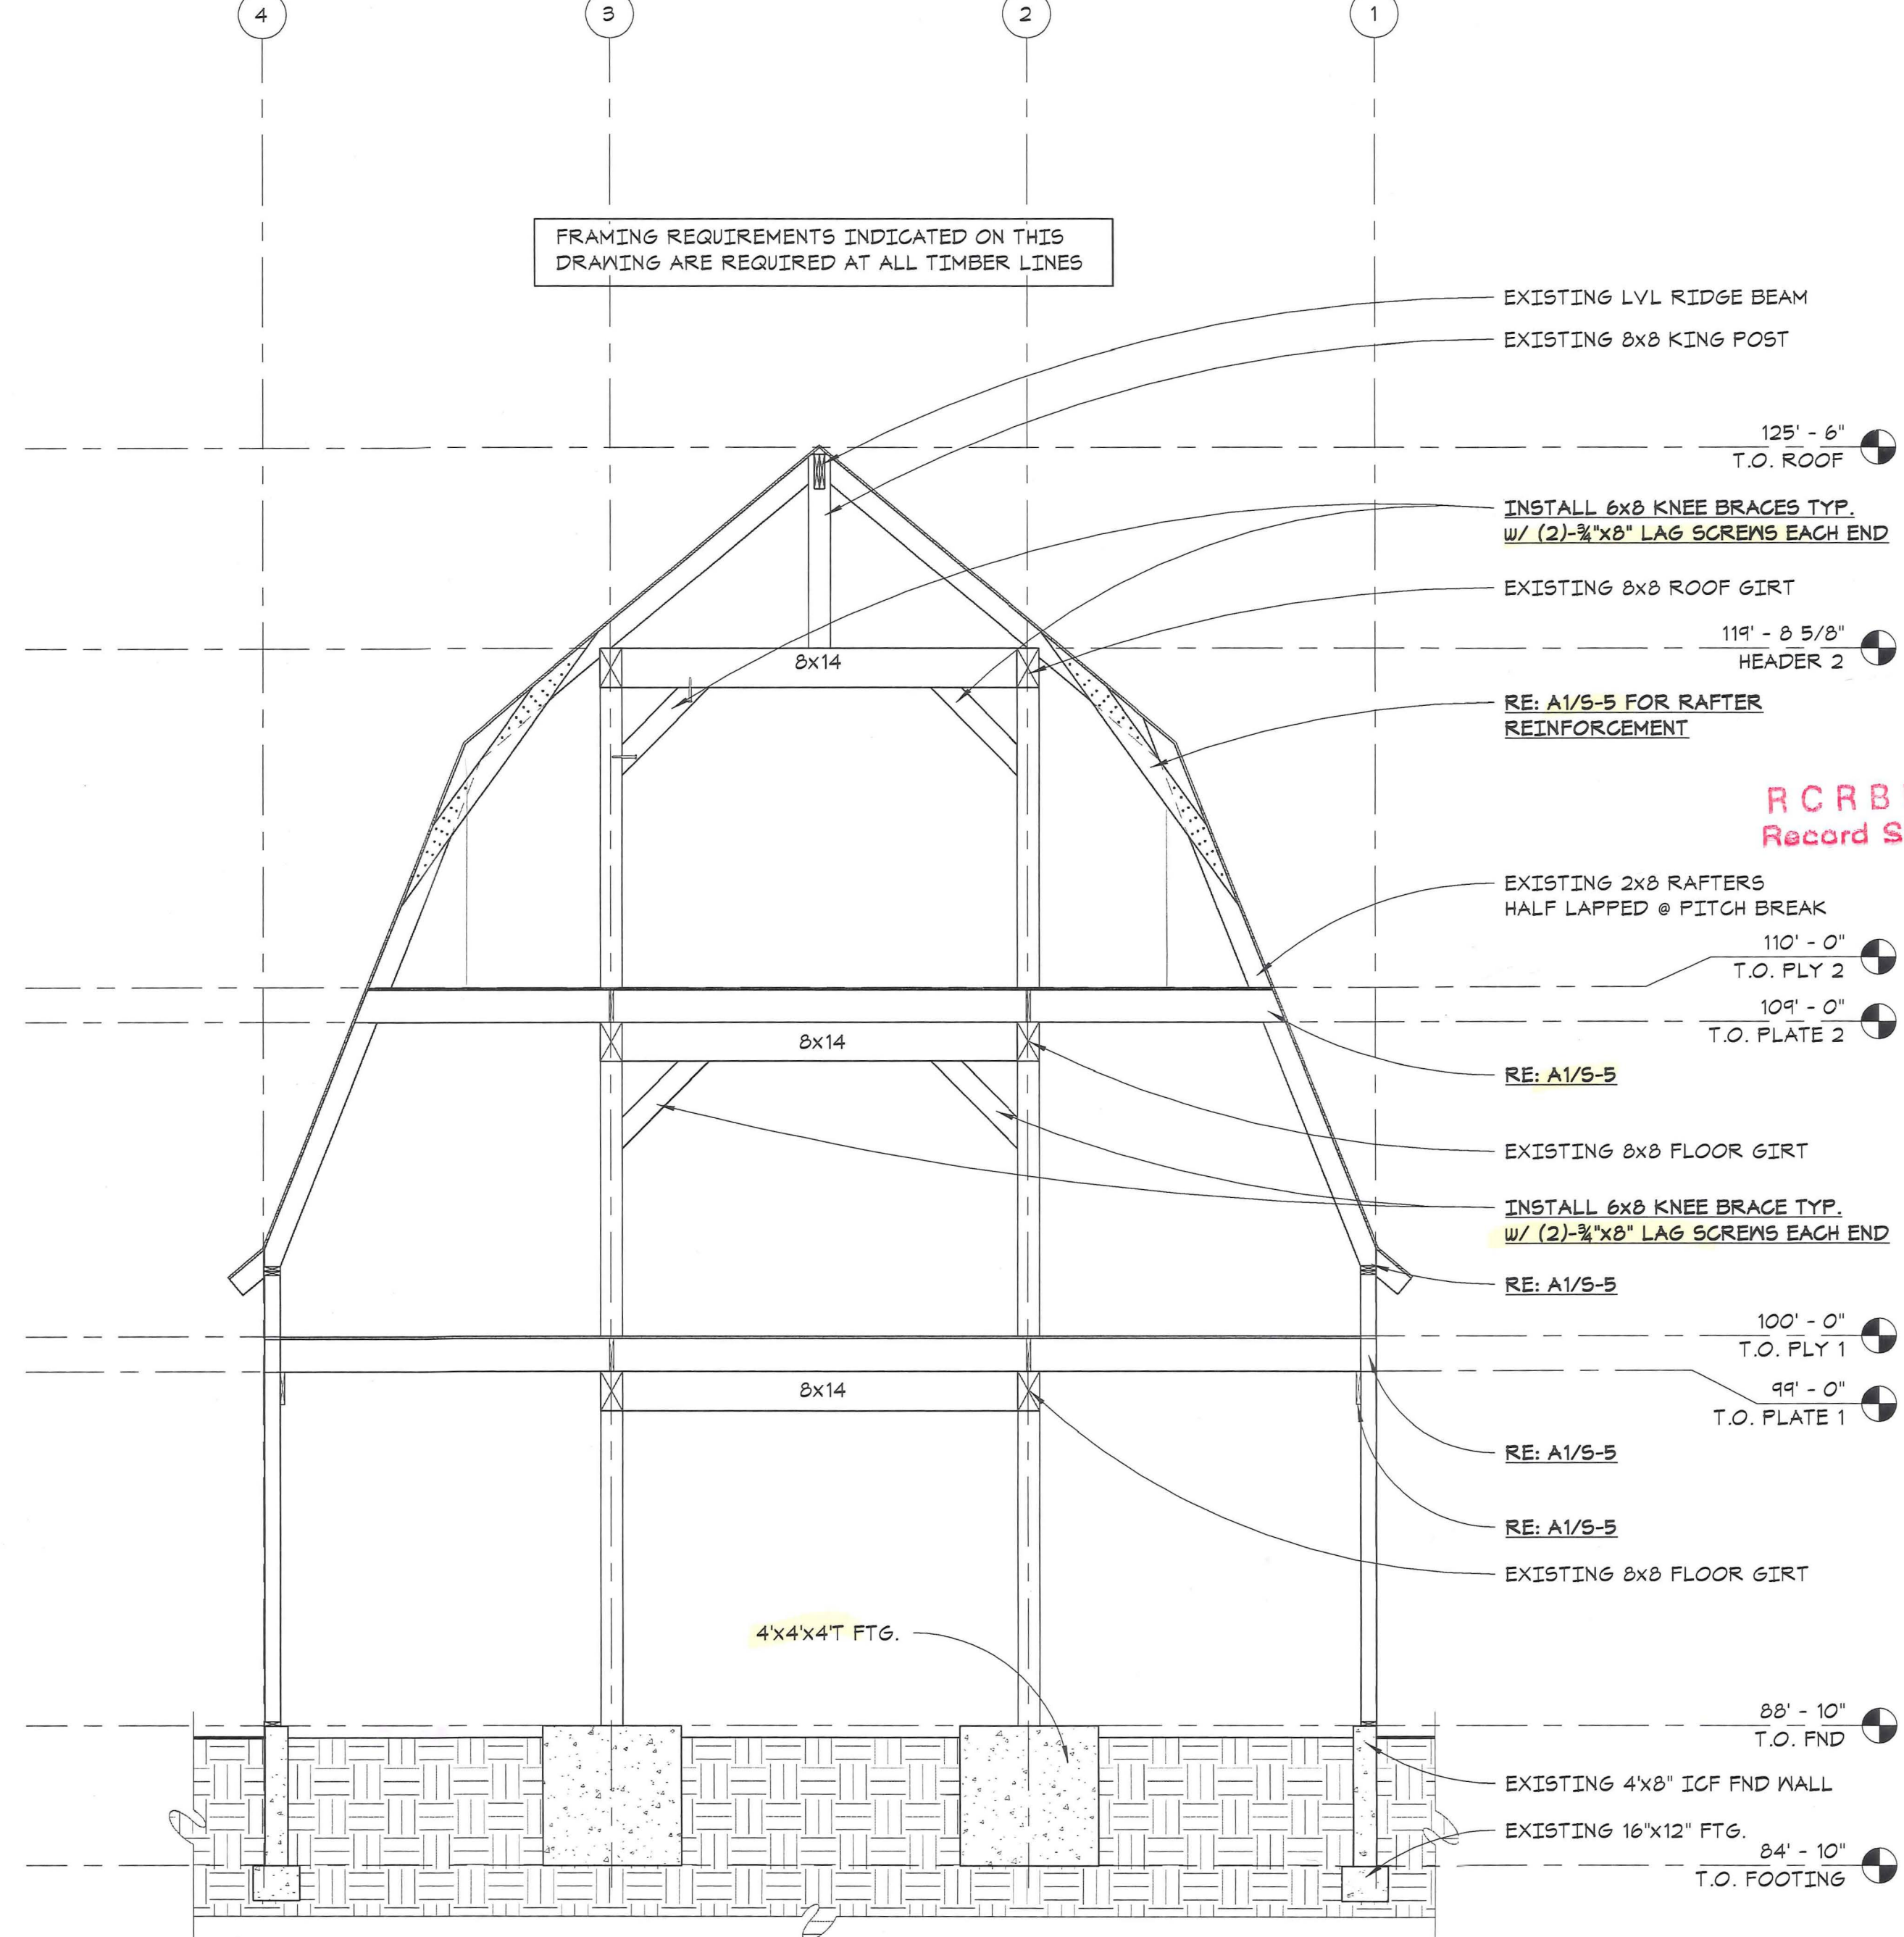 4
3
2
1
FRAMING REQUIREMENTS INDICATED ON THIS
DRAWING ARE REQUIRED AT ALL TIMBER LINES
EXISTING LVL RIDGE BEAM
EXISTING 8x8 KING POST
125' - 6"
T.O. ROOF
INSTALL 6x8 KNEE BRACES TYP.
w/ (2)-¾"x8" LAG SCREWS EACH END
EXISTING 8x8 ROOF GIRT
119' - 8 5/8"
HEADER 2
8x14
RE: A1/S-5 FOR RAFTER
REINFORCEMENT
R C R B
Record S
EXISTING 2x8 RAFTERS
HALF LAPPED @ PITCH BREAK
110' - 0"
T.O. PLY 2
109' - 0"
T.O. PLATE 2
8x14
RE: A1/S-5
EXISTING 8x8 FLOOR GIRT
INSTALL 6x8 KNEE BRACE TYP.
w/ (2)-¾"x8" LAG SCREWS EACH END
RE: A1/S-5
100' - 0"
T.O. PLY 1
99' - 0"
T.O. PLATE 1
8x14
RE: A1/S-5
RE: A1/S-5
EXISTING 8x8 FLOOR GIRT
4'x4'x4'T FTG.
88' - 10"
T.O. FND
EXISTING 4'x8" ICF FND WALL
EXISTING 16"x12" FTG.
84' - 10"
T.O. FOOTING